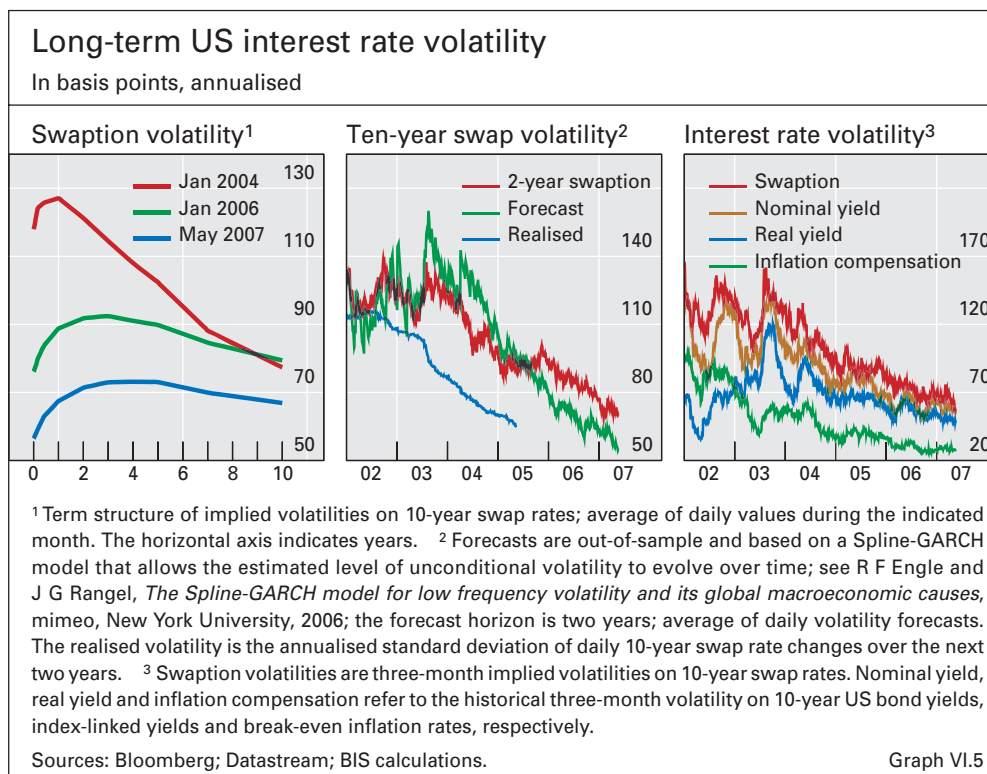 Long-term US interest rate volatility
In basis points, annualised
Swaption volatility¹
Jan 2004
Jan 2006
May 2007
130
110
90
70
50
0 2 4 6 8 10
Ten-year swap volatility²
2-year swaption
Forecast
Realised
140
110
80
50
02 03 04 05 06 07
Interest rate volatility³
Swaption
Nominal yield
Real yield
Inflation compensation
170
120
70
20
02 03 04 05 06 07
¹ Term structure of implied volatilities on 10-year swap rates; average of daily values during the indicated
month. The horizontal axis indicates years. ² Forecasts are out-of-sample and based on a Spline-GARCH
model that allows the estimated level of unconditional volatility to evolve over time; see R F Engle and
J G Rangel, The Spline-GARCH model for low frequency volatility and its global macroeconomic causes,
mimeo, New York University, 2006; the forecast horizon is two years; average of daily volatility forecasts.
The realised volatility is the annualised standard deviation of daily 10-year swap rate changes over the next
two years. ³ Swaption volatilities are three-month implied volatilities on 10-year swap rates. Nominal yield,
real yield and inflation compensation refer to the historical three-month volatility on 10-year US bond yields,
index-linked yields and break-even inflation rates, respectively.
Sources: Bloomberg; Datastream; BIS calculations.
Graph VI.5